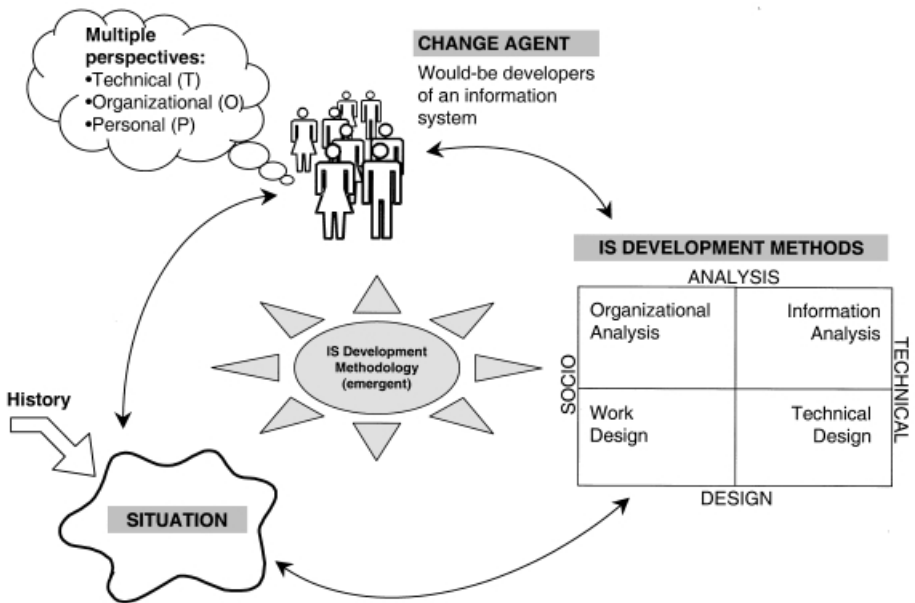 Multiple
perspectives:
•Technical (T)
•Organizational (O)
•Personal (P)
CHANGE AGENT
Would-be developers
of an information
system
IS DEVELOPMENT METHODS
ANALYSIS
Organizational
Analysis
Information
Analysis
SOCIO
TECHNICAL
Work
Design
Technical
Design
DESIGN
IS Development
Methodology
(emergent)
History
SITUATION